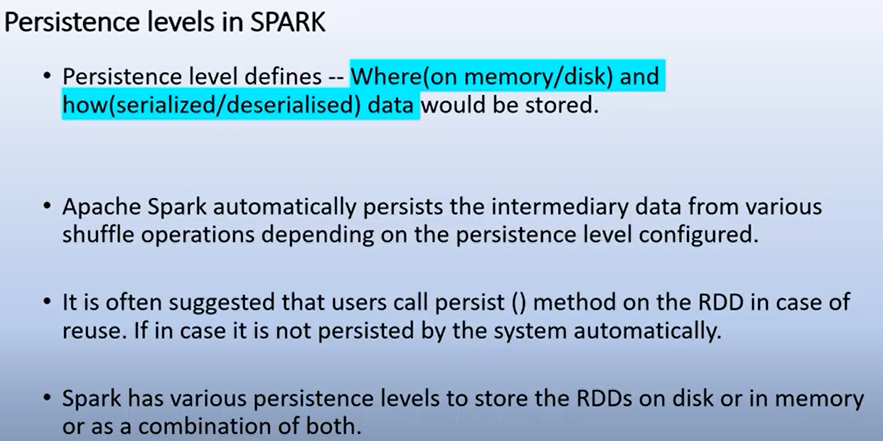 Persistence levels in SPARK
• Persistence level defines -- Where(on memory/disk) and
how(serialized/deserialised) data would be stored.
• Apache Spark automatically persists the intermediary data from various
shuffle operations depending on the persistence level configured.
• It is often suggested that users call persist () method on the RDD in case of
reuse. If in case it is not persisted by the system automatically.
• Spark has various persistence levels to store the RDDs on disk or in memory
or as a combination of both.